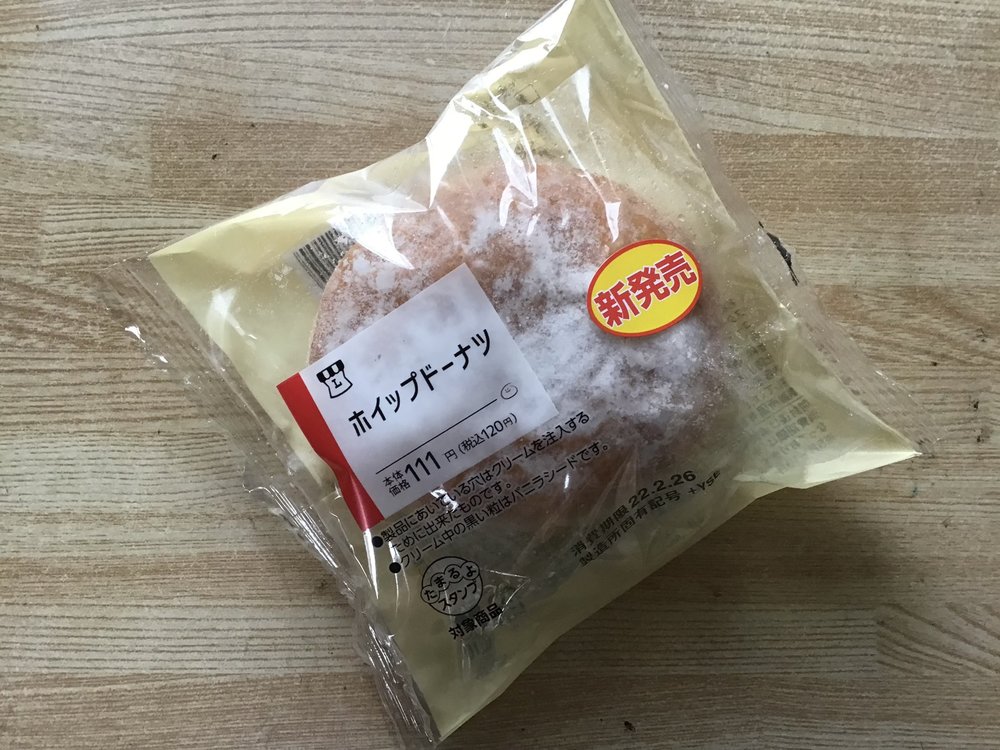 新発売
ホイップドーナツ
本体価格 111円(税込120円)
●製品にあいている穴はクリームを注入する
ために出来たものです。
●クリーム中の黒い粒はバニラシードです。
消費期限 22.2.26
製造所固有記号 +YSF
たまるよ
スタンプ
対象商品